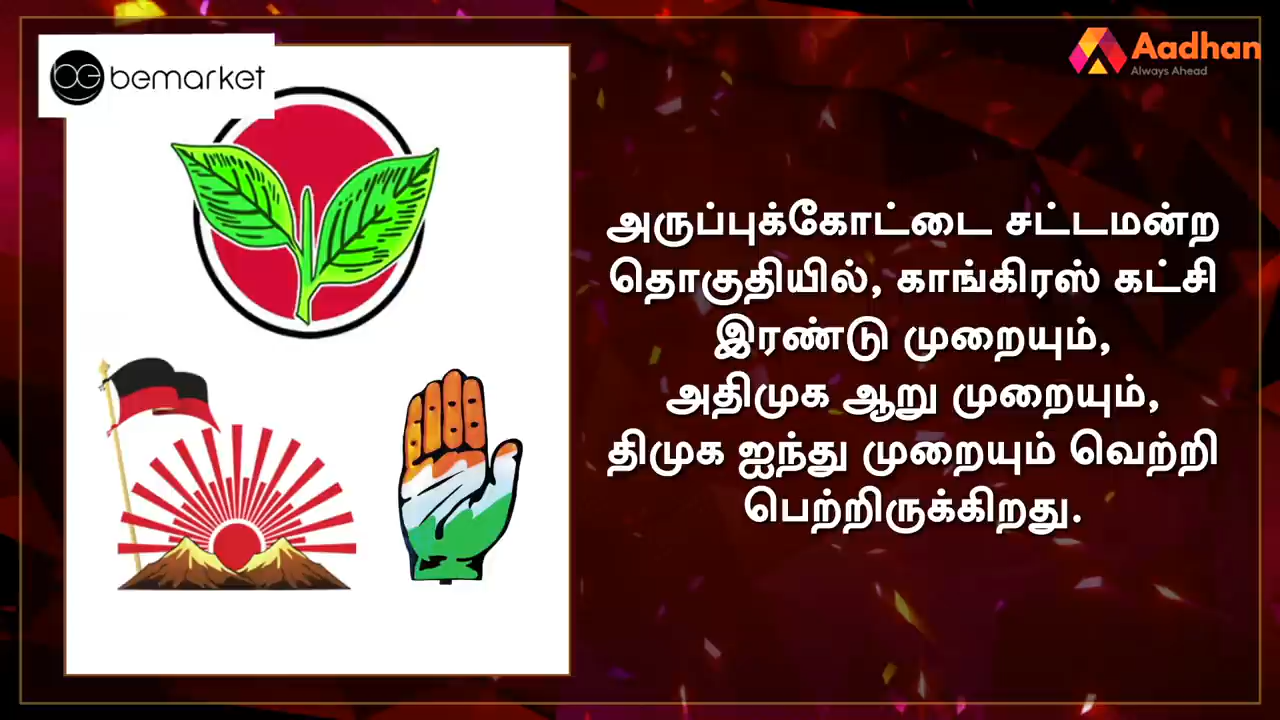 bemarket
Aadhan
Always Ahead
அருப்புக்கோட்டை சட்டமன்ற
தொகுதியில், காங்கிரஸ் கட்சி
இரண்டு முறையும்,
அதிமுக ஆறு முறையும்,
திமுக ஐந்து முறையும் வெற்றி
பெற்றிருக்கிறது.